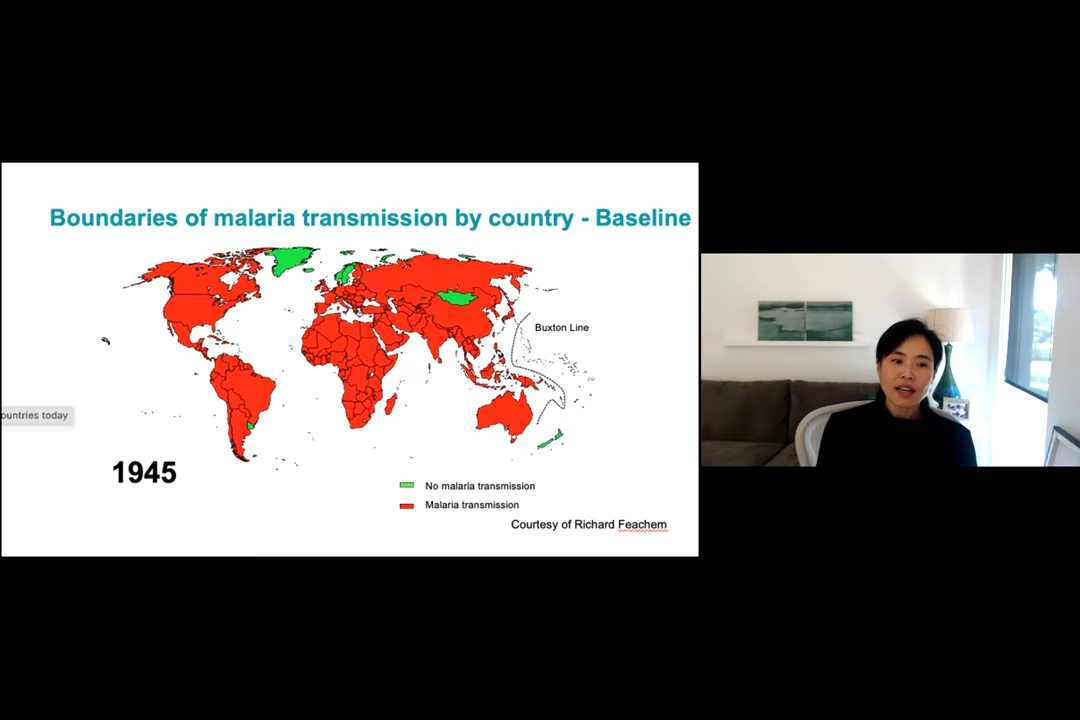 Boundaries of malaria transmission by country - Baseline
Buxton Line
ountries today
1945
No malaria transmission
Malaria transmission
Courtesy of Richard Feachem